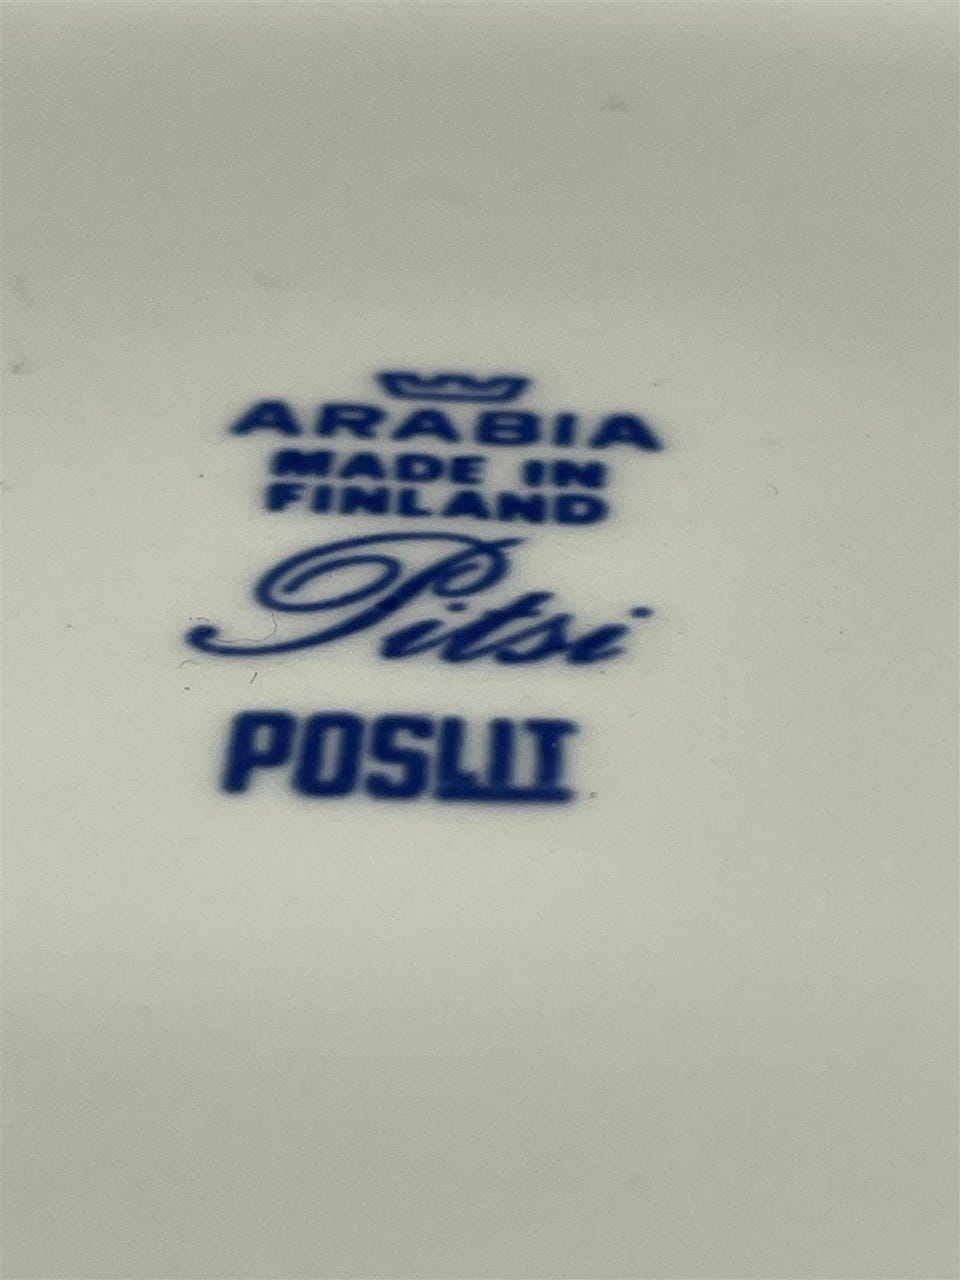 ARABIA
MADE IN
FINLAND
Pitsi
POSLIT